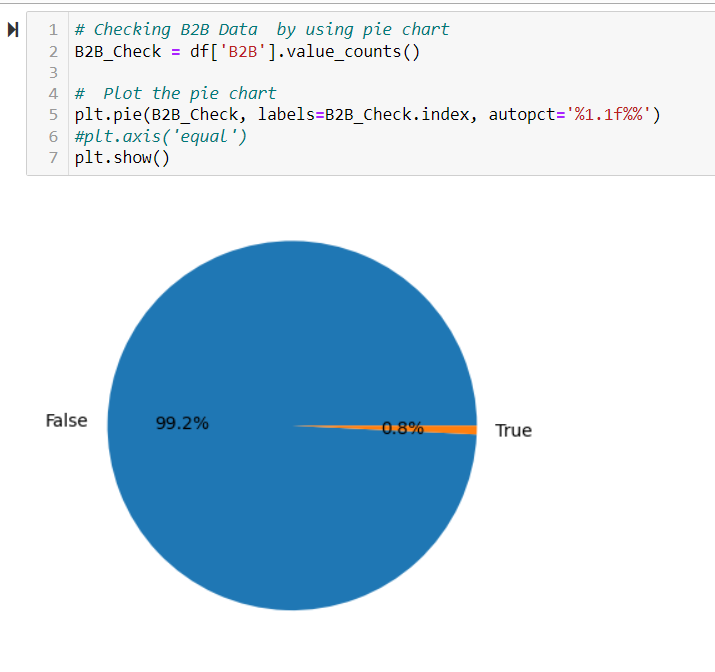 1 # Checking B2B Data  by using pie chart
2 B2B_Check = df['B2B'].value_counts()
3
4 #  Plot the pie chart
5 plt.pie(B2B_Check, labels=B2B_Check.index, autopct='%1.1f%%')
6 #plt.axis('equal')
7 plt.show()
False 99.2% 0.8% True